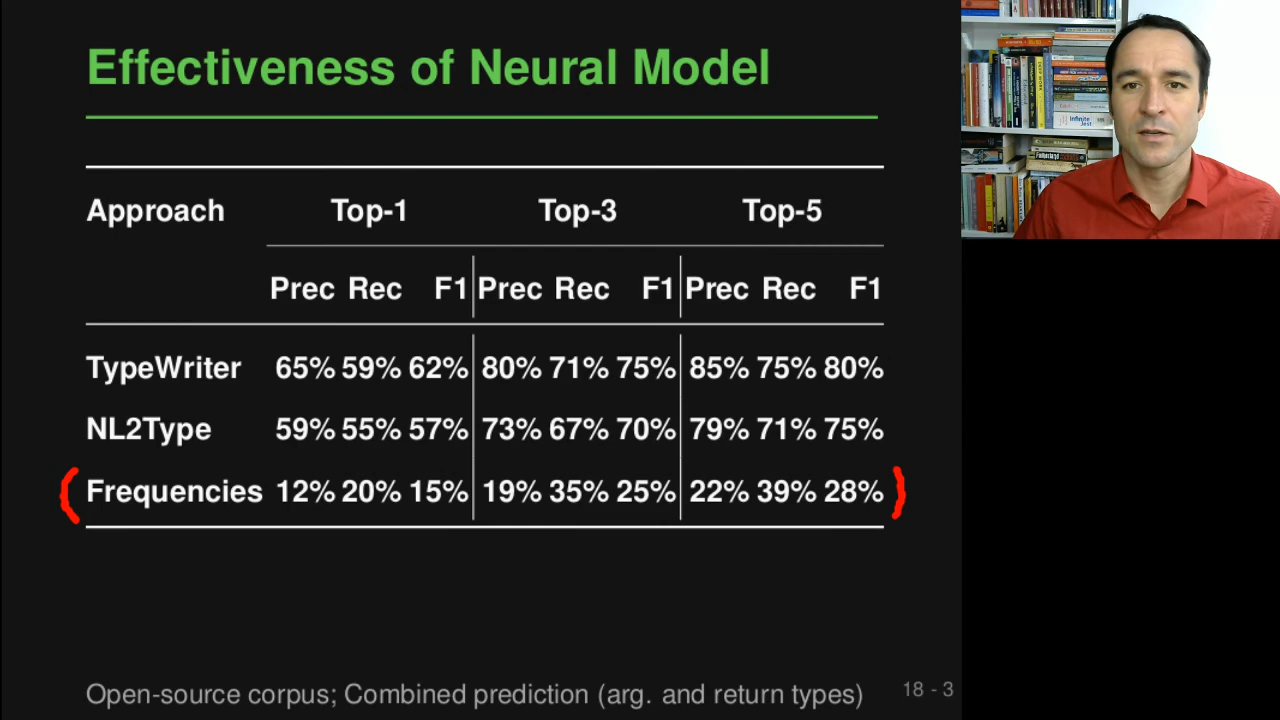 Effectiveness of Neural Model
Approach Top-1 Top-3 Top-5
Prec Rec F1 Prec Rec F1 Prec Rec F1
TypeWriter 65% 59% 62% 80% 71% 75% 85% 75% 80%
NL2Type 59% 55% 57% 73% 67% 70% 79% 71% 75%
(Frequencies 12% 20% 15% 19% 35% 25% 22% 39% 28%)
Open-source corpus; Combined prediction (arg. and return types) 18 - 3
Infinite
Jest